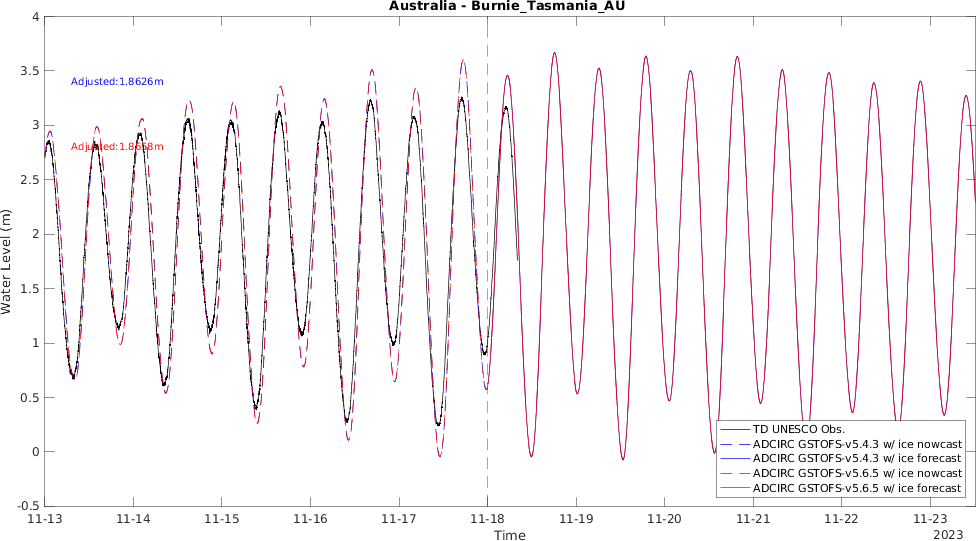 Australia - Burnie_Tasmania_AU
4
3.5
3
2.5
2
1.5
1
0.5
0
-0.5
Water Level (m)
Adjusted:1.8626m
Adjusted:1.8658m
TD UNESCO Obs.
ADCIRC GSTOFS-v5.4.3 w/ ice nowcast
ADCIRC GSTOFS-v5.4.3 w/ ice forecast
ADCIRC GSTOFS-v5.6.5 w/ ice nowcast
ADCIRC GSTOFS-v5.6.5 w/ ice forecast
11-13 11-14 11-15 11-16 11-17 11-18 11-19 11-20 11-21 11-22 11-23
Time
2023